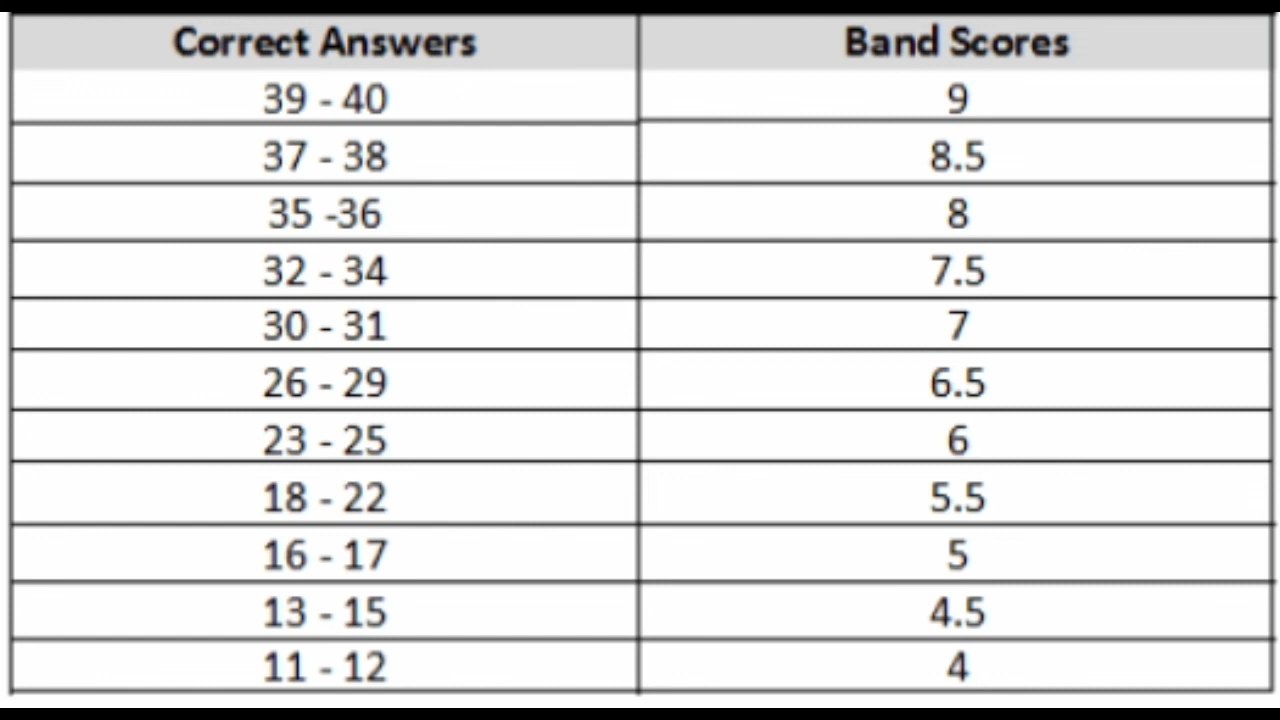 Correct Answers Band Scores
39 - 40 9
37 - 38 8.5
35 -36 8
32 - 34 7.5
30 - 31 7
26 - 29 6.5
23 - 25 6
18 - 22 5.5
16 - 17 5
13 - 15 4.5
11 - 12 4